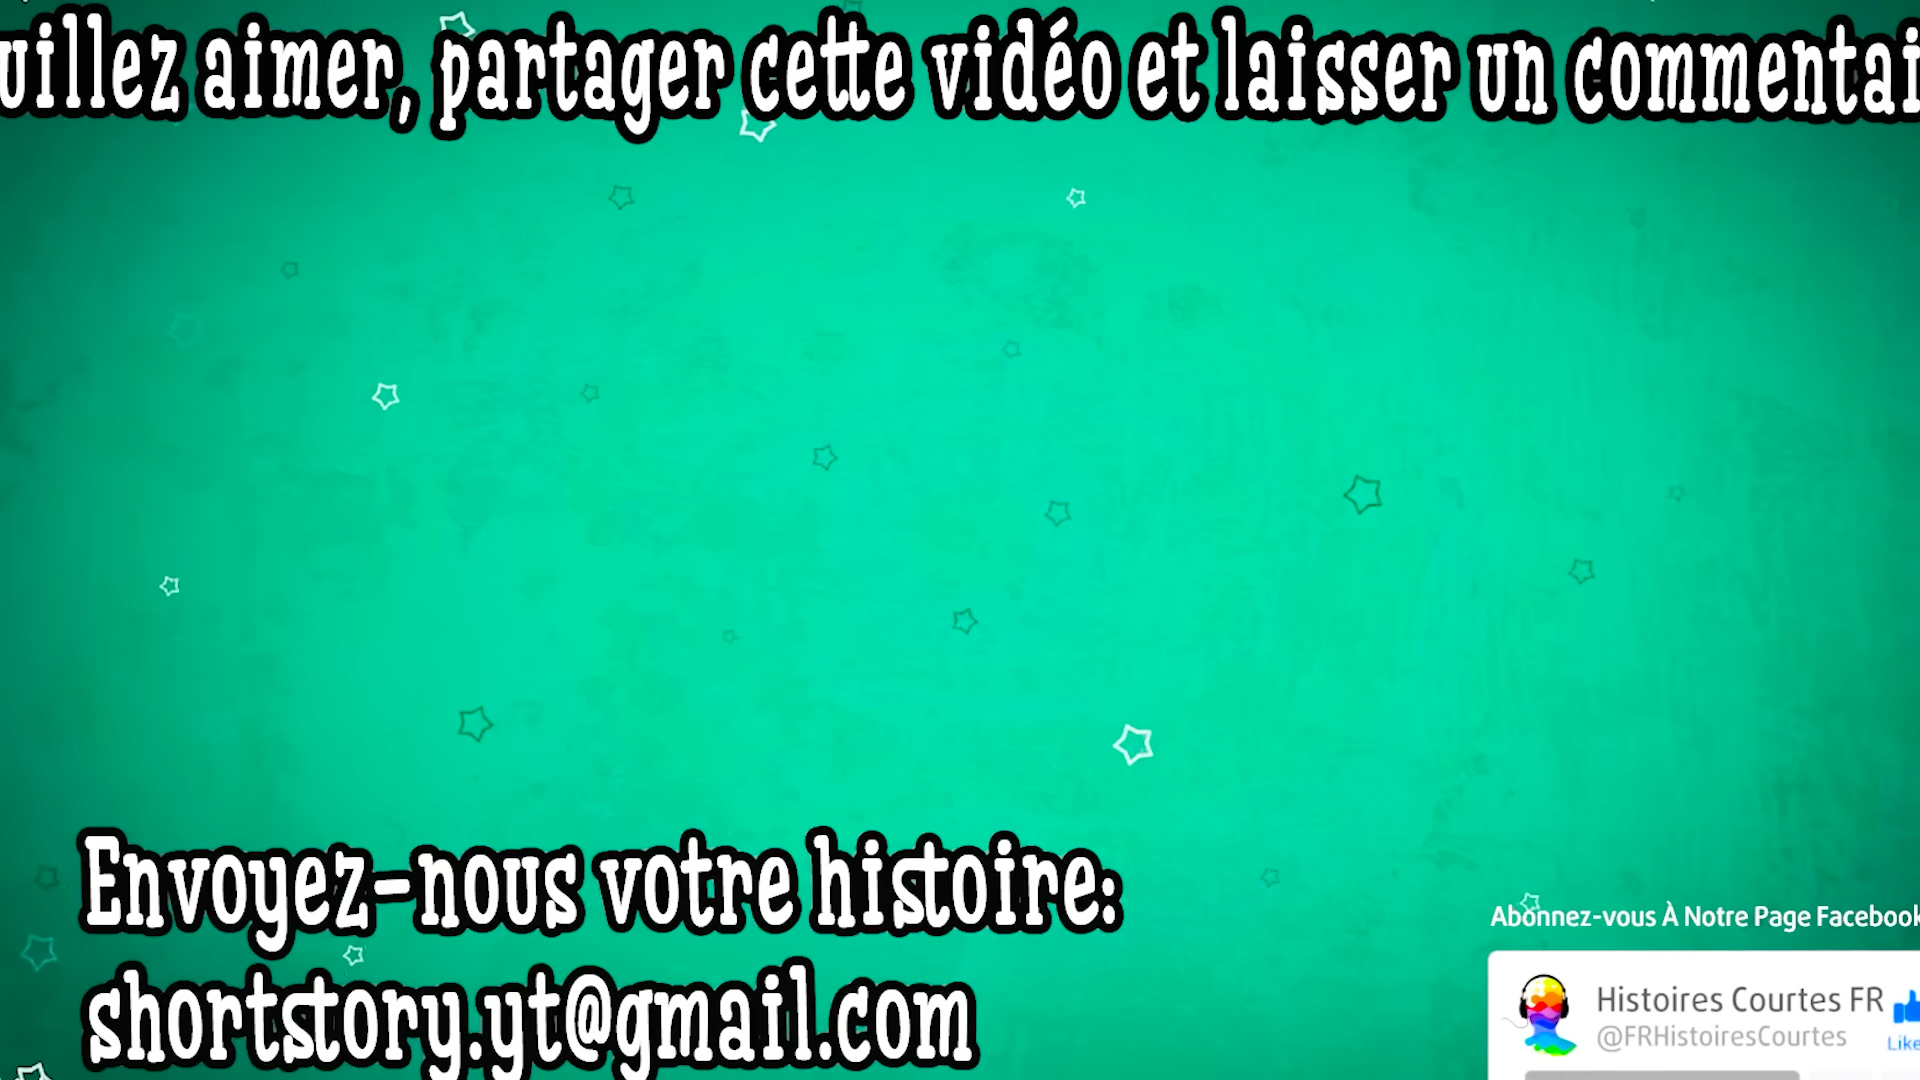 uillez aimer, partager cette vidéo et laisser un commentai
Envoyez-nous votre histoire:
shortstory.yt@gmail.com
Abonnez-vous À Notre Page Facebook
Histoires Courtes FR
@FRHistoiresCourtes
Like